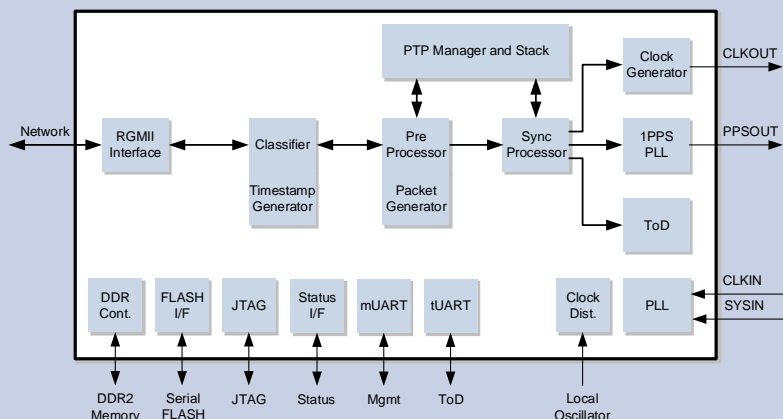 PTP Manager and Stack
Clock
Generator
CLKOUT
Network
RGMII
Interface
Classifier
Timestamp
Generator
Pre
Processor
Packet
Generator
Sync
Processor
1PPS
PLL
PPSOUT
ToD
DDR
Cont.
FLASH
I/F
JTAG
Status
I/F
mUART
tUART
Clock
Dist.
PLL
CLKIN
SYSIN
DDR2
Memory
Serial
FLASH
JTAG
Status
Mgmt
ToD
Local
Oscillator